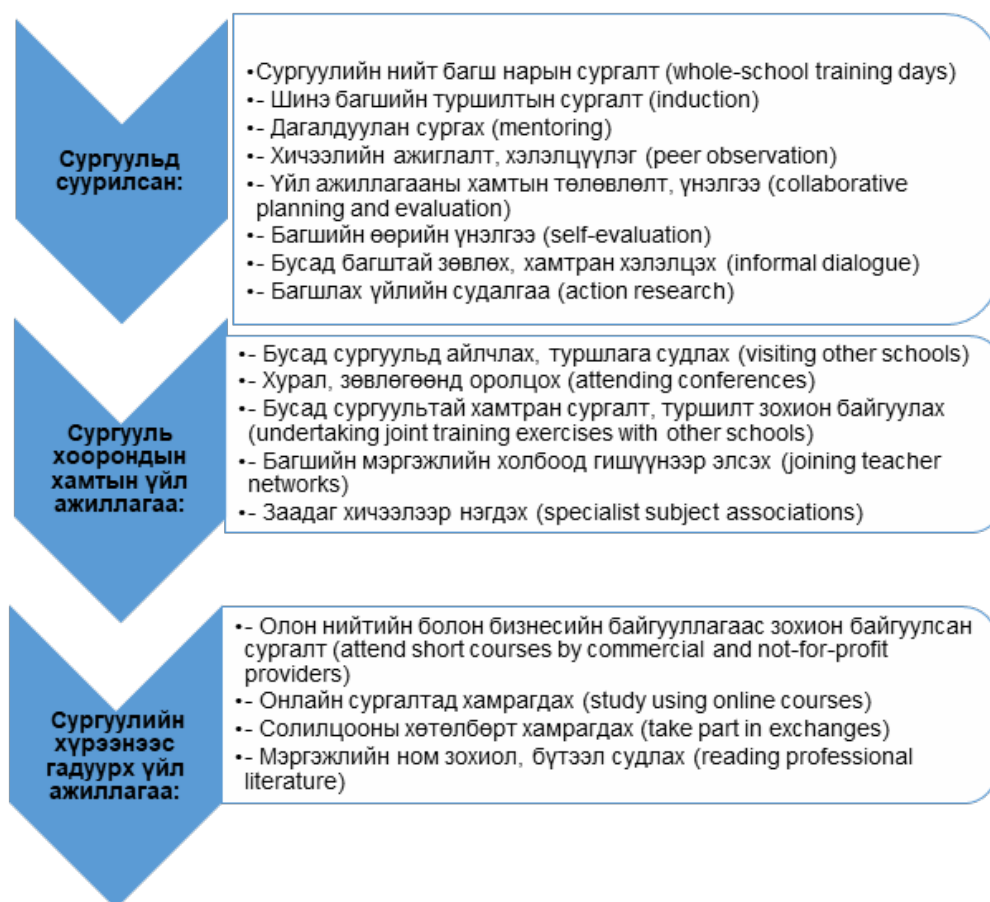 Сургуульд
суурилсан:
•Сургуулийн нийт багш нарын сургалт (whole-school training days)
•- Шинэ багшийн туршилтын сургалт (induction)
•- Дагалдуулан сургах (mentoring)
•- Хичээлийн ажиглалт, хэлэлцүүлэг (peer observation)
•- Үйл ажиллагааны хамтын төлөвлөлт, үнэлгээ (collaborative
planning and evaluation)
•- Багшийн өөрийн үнэлгээ (self-evaluation)
•- Бусад багштай зөвлөх, хамтран хэлэлцэх (informal dialogue)
•- Багшлах үйлийн судалгаа (action research)
Сургууль
хоорондын
хамтын үйл
ажиллагаа:
•- Бусад сургуульд айлчлах, туршлага судлах (visiting other schools)
•- Хурал, зөвлөгөөнд оролцох (attending conferences)
•- Бусад сургуультай хамтран сургалт, туршилт зохион байгуулах
(undertaking joint training exercises with other schools)
•- Багшийн мэргэжлийн холбоод гишүүнээр элсэх (joining teacher
networks)
•- Заадаг хичээлээр нэгдэх (specialist subject associations)
Сургуулийн
хүрээнээс
гадуурх үйл
ажиллагаа:
•- Олон нийтийн болон бизнесийн байгууллагаас зохион байгуулсан
сургалт (attend short courses by commercial and not-for-profit
providers)
•- Онлайн сургалтад хамрагдах (study using online courses)
•- Солилцооны хөтөлбөрт хамрагдах (take part in exchanges)
•- Мэргэжлийн ном зохиол, бүтээл судлах (reading professional
literature)